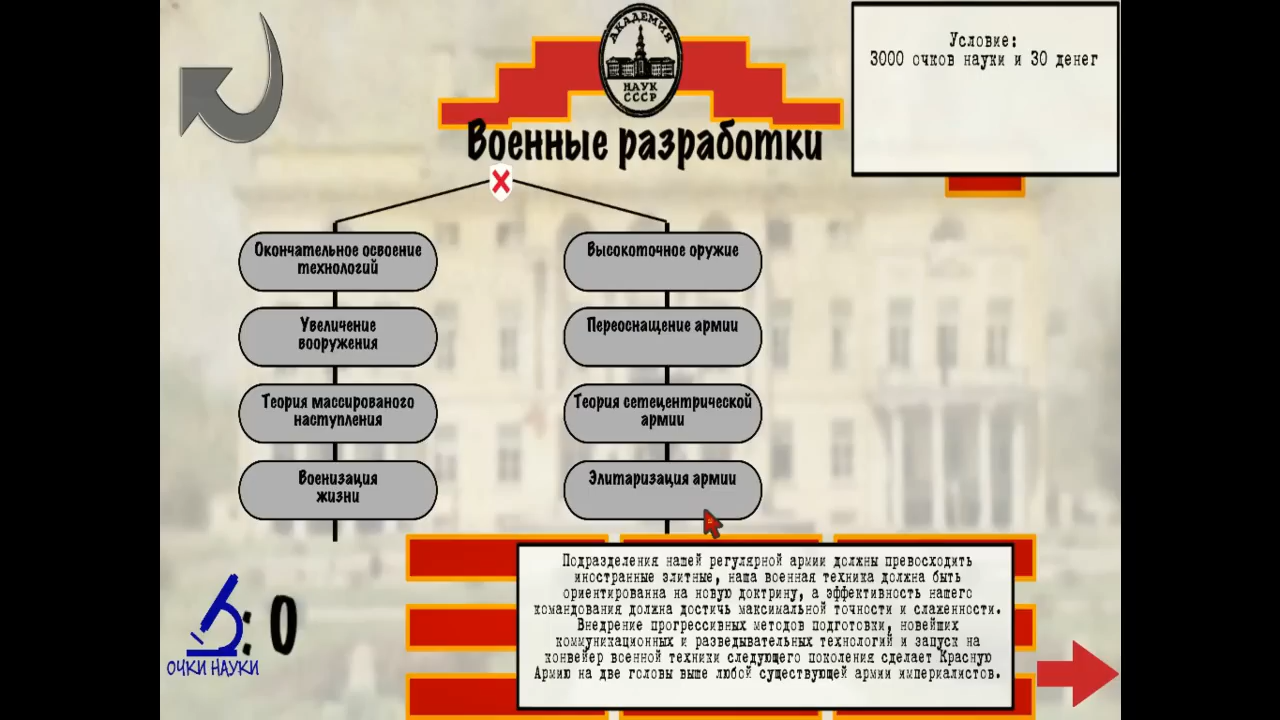 АКАДЕМИЯ
НАУК
СССР
Военные разработки
Условие:
3000 очков науки и 30 денег
Окончательное освоение
технологий
Высокоточное оружие
Увеличение
вооружения
Переоснащение армии
Теория массированого
наступления
Теория сетецентрической
армии
Военизация
жизни
Элитаризация армии
Подразделения нашей регулярной армии должны превосходить
иностранные элитные, наша военная техника должна быть
ориентированна на новую доктрину, а эффективность нашего
командования должна достичь максимальной точности и слаженности.
Внедрение прогрессивных методов подготовки, новейших
коммуникационных и разведывательных технологий и запуск на
конвейер военной техники следующего поколения сделает Красную
Армию на две головы выше любой существующей армии империалистов.
: 0
ОЧКИ НАУКИ